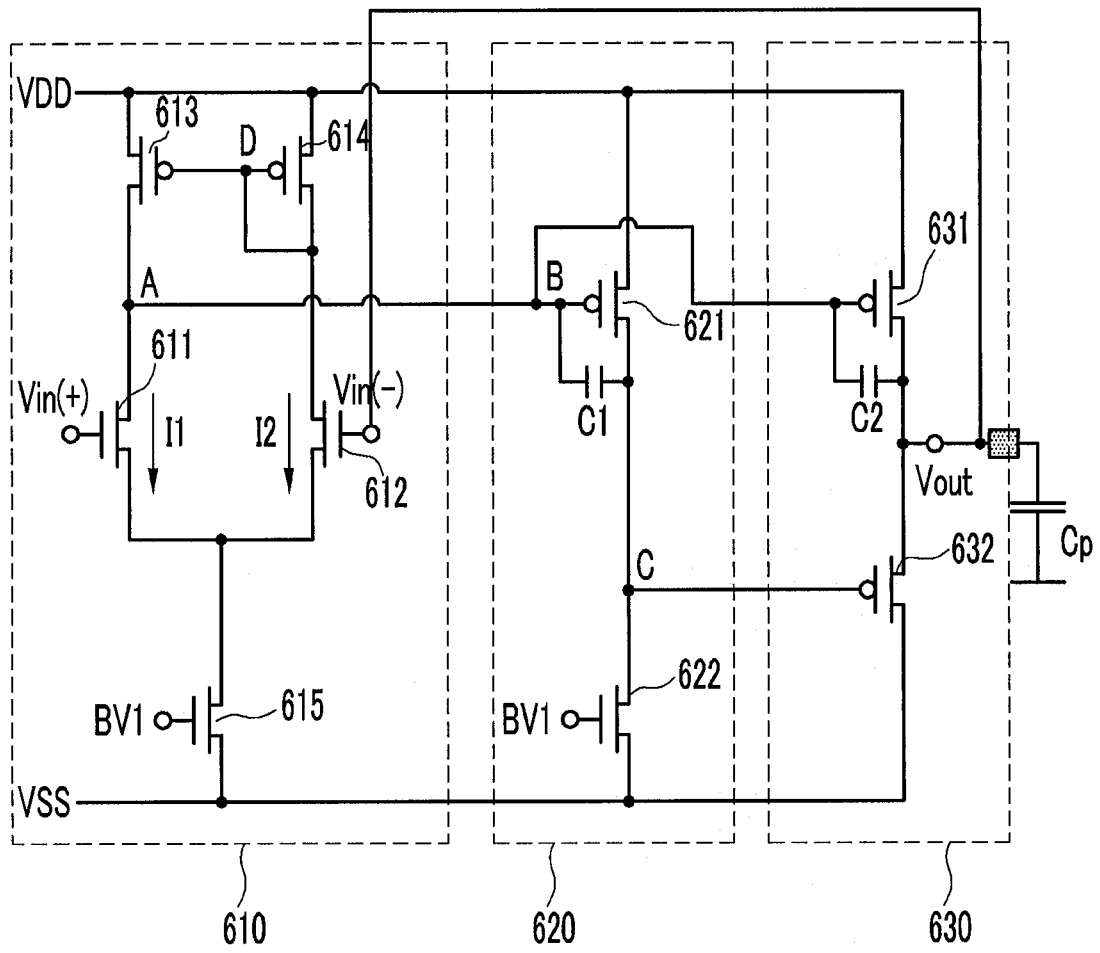 VDD
613
D
614
A
B
631
621
611
Vin(+)
Vin(-)
I1
I2
C1
C2
612
Vout
Cp
C
632
622
BV1
615
BV1
VSS
610
620
630